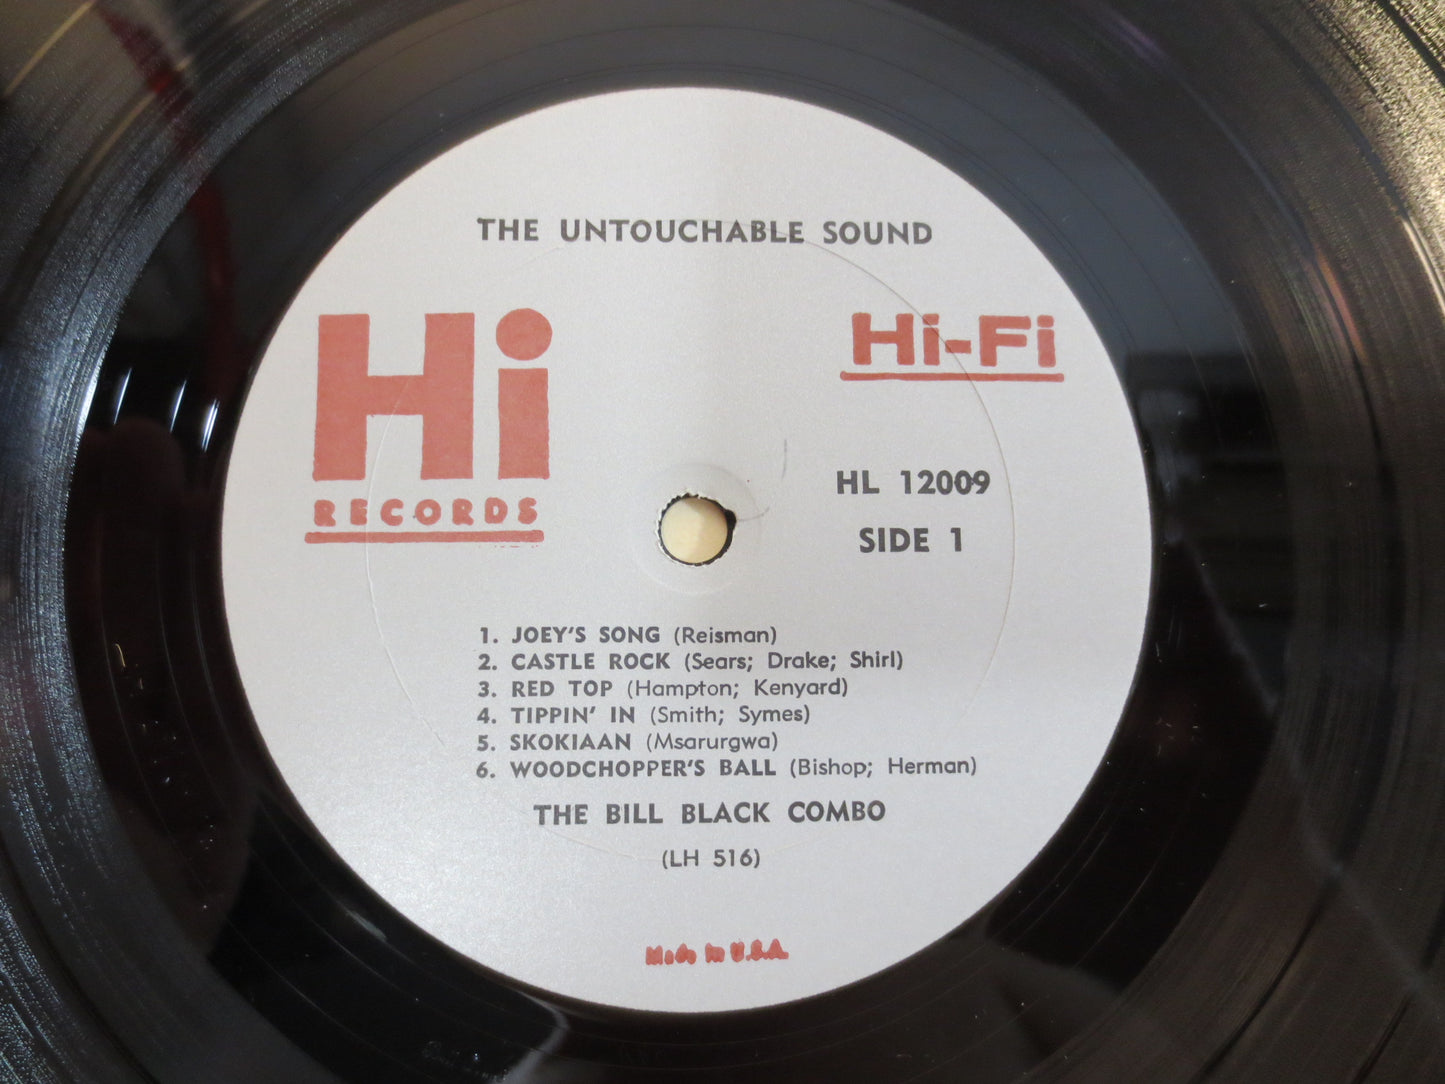 THE UNTOUCHABLE SOUND
Hi
RECORDS
Hi-Fi
HL 12009
SIDE 1
1. JOEY'S SONG (Reisman)
2. CASTLE ROCK (Sears; Drake; Shirl)
3. RED TOP (Hampton; Kenyard)
4. TIPPIN' IN (Smith; Symes)
5. SKOKIAAN (Msarurgwa)
6. WOODCHOPPER'S BALL (Bishop; Herman)
THE BILL BLACK COMBO
(LH 516)
Made In U.S.A.